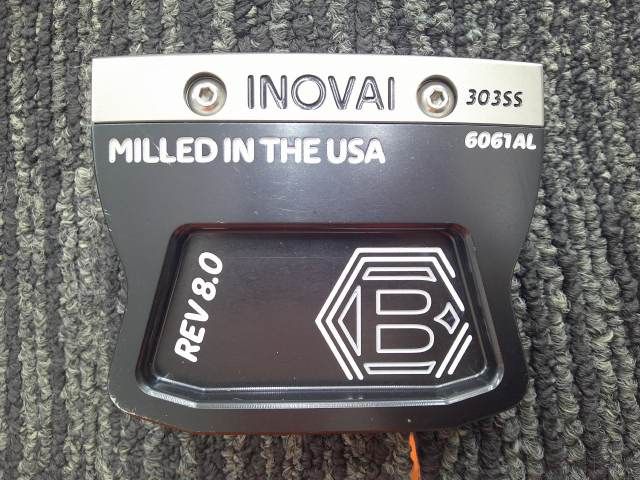 INOVAI
303SS
MILLED IN THE USA
6061AL
REV 8.0
B